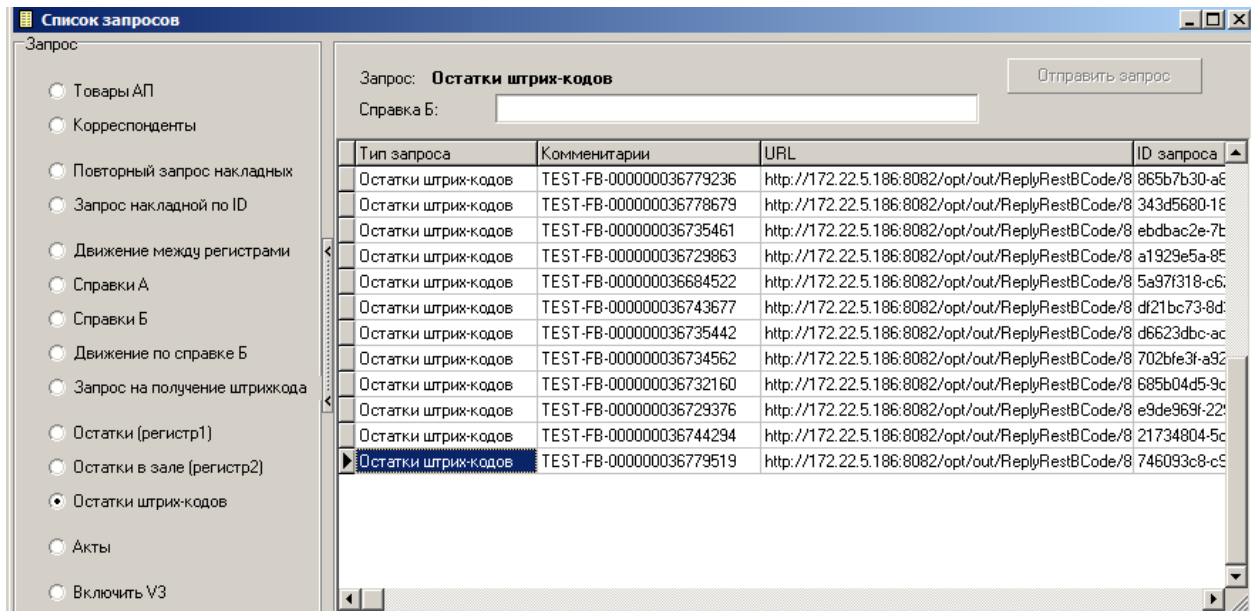 Список запросов
Запрос
Товары АП
Корреспонденты
Повторный запрос накладных
Запрос накладной по ID
Движение между регистрами
Справки А
Справки Б
Движение по справке Б
Запрос на получение штрихкода
Остатки (регистр1)
Остатки в зале (регистр2)
Остатки штрих-кодов
Акты
Включить V3
Запрос: Остатки штрих-кодов
Отправить запрос
Справка Б:
Тип запроса Комменитарии URL ID запроса
Остатки штрих-кодов TEST-FB-000000036779236 http://172.22.5.186:8082/opt/out/ReplyRestBCode/8 865b7b30-a8
Остатки штрих-кодов TEST-FB-000000036778679 http://172.22.5.186:8082/opt/out/ReplyRestBCode/8 343d5680-18
Остатки штрих-кодов TEST-FB-000000036735461 http://172.22.5.186:8082/opt/out/ReplyRestBCode/8 ebdbac2e-7b
Остатки штрих-кодов TEST-FB-000000036729863 http://172.22.5.186:8082/opt/out/ReplyRestBCode/8 a1929e5a-85
Остатки штрих-кодов TEST-FB-000000036684522 http://172.22.5.186:8082/opt/out/ReplyRestBCode/8 5a97f318-c6
Остатки штрих-кодов TEST-FB-000000036743677 http://172.22.5.186:8082/opt/out/ReplyRestBCode/8 df21bc73-8d
Остатки штрих-кодов TEST-FB-000000036735442 http://172.22.5.186:8082/opt/out/ReplyRestBCode/8 d6623dbc-ac
Остатки штрих-кодов TEST-FB-000000036734562 http://172.22.5.186:8082/opt/out/ReplyRestBCode/8 702bfe3f-a92
Остатки штрих-кодов TEST-FB-000000036732160 http://172.22.5.186:8082/opt/out/ReplyRestBCode/8 685b04d5-9c
Остатки штрих-кодов TEST-FB-000000036729376 http://172.22.5.186:8082/opt/out/ReplyRestBCode/8 e9de969f-22
Остатки штрих-кодов TEST-FB-000000036744294 http://172.22.5.186:8082/opt/out/ReplyRestBCode/8 21734804-5c
Остатки штрих-кодов TEST-FB-000000036779519 http://172.22.5.186:8082/opt/out/ReplyRestBCode/8 746093c8-c9